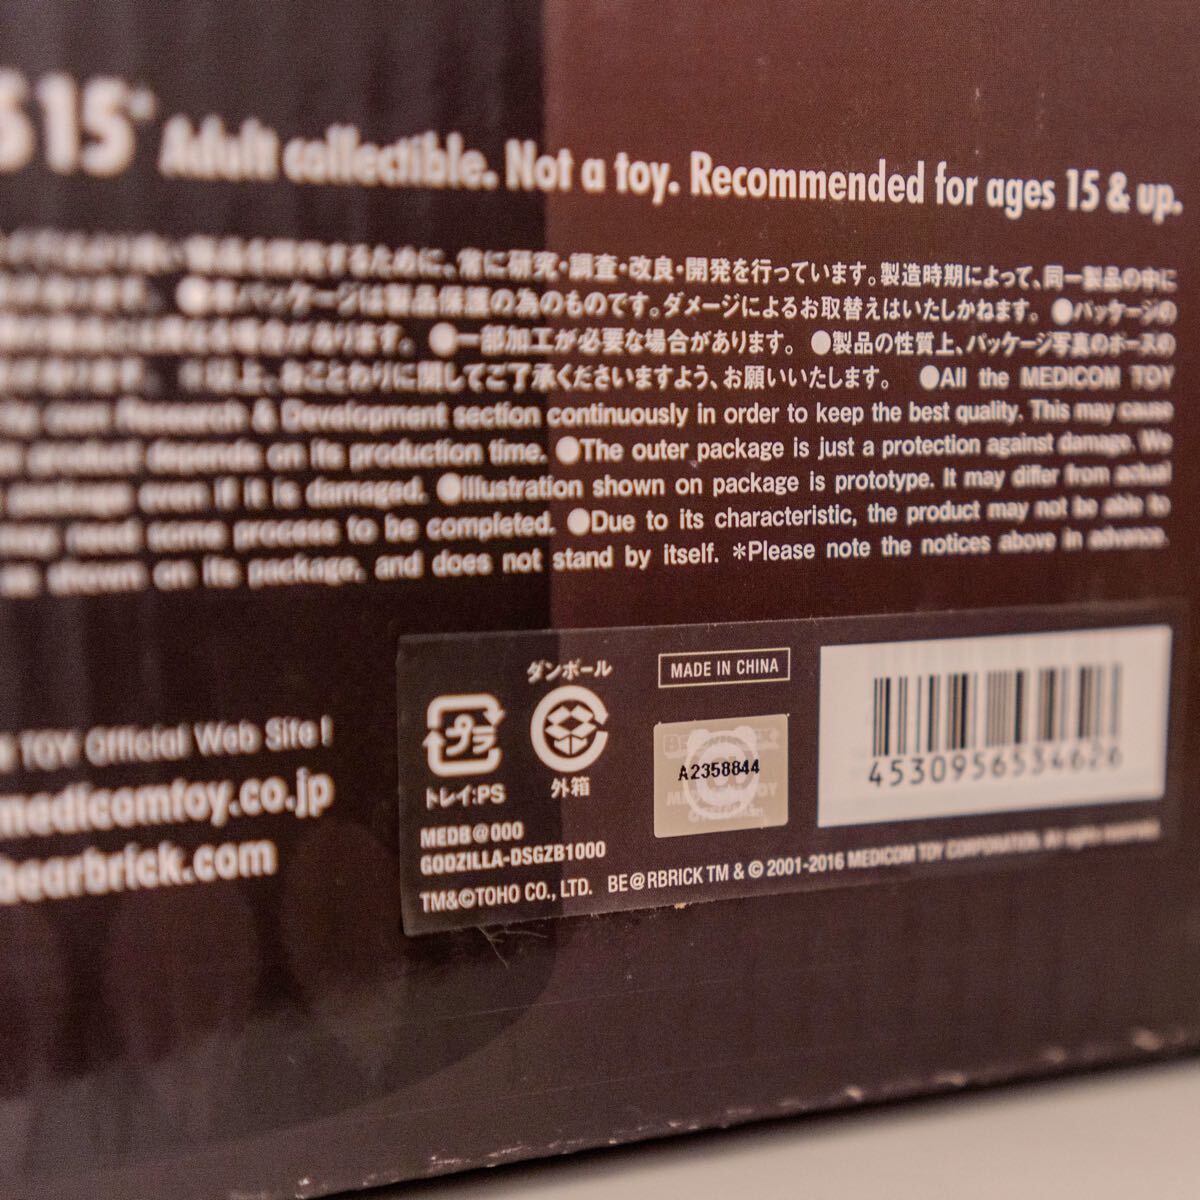 15 Adult collectible. Not a toy. Recommended for ages 15 & up.
するために、常に研究・調査・改良・開発を行っています。製造時期によって、同一製品の中に
パッケージは製品保護の為のものです。ダメージによるお取替えはいたしかねます。 ●パッケージの
があります。 ●一部加工が必要な場合があります。 ●製品の性質上、パッケージ写真のポーズの
以上、おことわりに関してご了承くださいますよう、お願いいたします。 ●All the MEDICOM TOY
Research & Development section continuously in order to keep the best quality. This may cause
depends on its production time. ●The outer package is just a protection against damage. We
package even if it is damaged. ●Illustration shown on package is prototype. It may differ from actual
need some process to be completed. ●Due to its characteristic, the product may not be able to
shown on its package, and does not stand by itself. *Please note the notices above in advance.
TOY Official Web Site!
medicomtoy.co.jp
bearbrick.com
ダンボール
プラ
トレイ:PS
外箱
MADE IN CHINA
A2358844
4530956534626
MEDB@000
GODZILLA-DSGZB1000
TM&©TOHO CO., LTD. BE@RBRICK TM & © 2001-2016 MEDICOM TOY CORPORATION. All rights reserved.